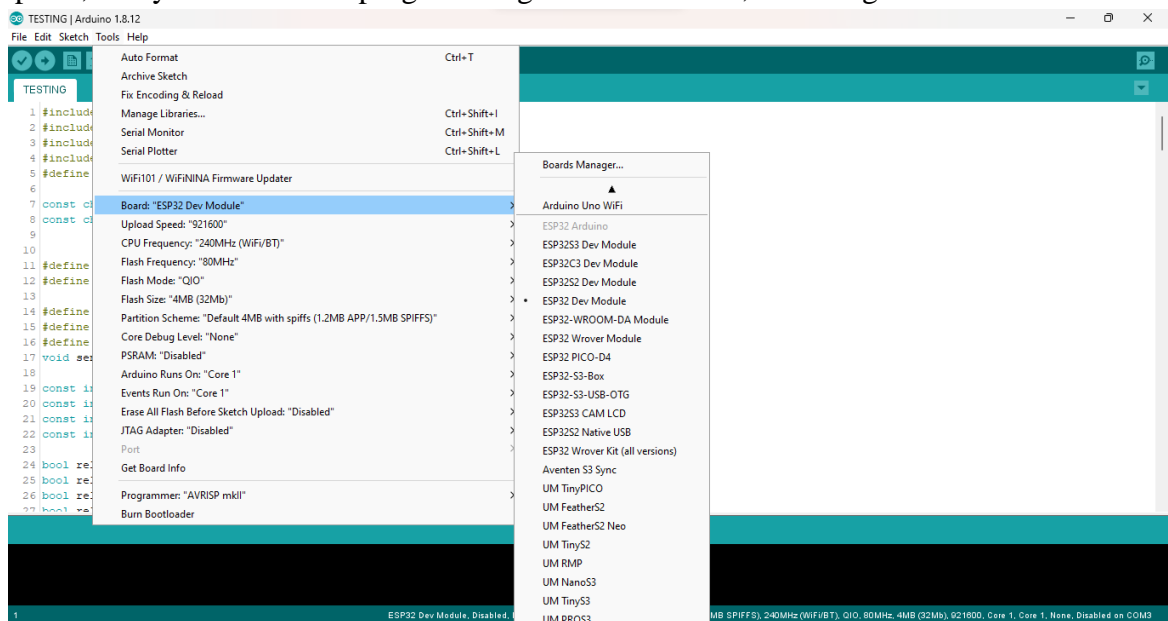 TESTING | Arduino 1.8.12
File Edit Sketch Tools Help
TESTING
Auto Format Ctrl+T
Archive Sketch
Fix Encoding & Reload
Manage Libraries... Ctrl+Shift+I
Serial Monitor Ctrl+Shift+M
Serial Plotter Ctrl+Shift+L
WiFi101 / WiFiNINA Firmware Updater
Board: "ESP32 Dev Module"
Upload Speed: "921600"
CPU Frequency: "240MHz (WiFi/BT)"
Flash Frequency: "80MHz"
Flash Mode: "QIO"
Flash Size: "4MB (32Mb)"
Partition Scheme: "Default 4MB with spiffs (1.2MB APP/1.5MB SPIFFS)"
Core Debug Level: "None"
PSRAM: "Disabled"
Arduino Runs On: "Core 1"
Events Run On: "Core 1"
Erase All Flash Before Sketch Upload: "Disabled"
JTAG Adapter: "Disabled"
Port
Get Board Info
Programmer: "AVRISP mkII"
Burn Bootloader
Boards Manager...
Arduino Uno WiFi
ESP32 Arduino
ESP32S3 Dev Module
ESP32C3 Dev Module
ESP32S2 Dev Module
ESP32 Dev Module
ESP32-WROOM-DA Module
ESP32 Wrover Module
ESP32 PICO-D4
ESP32-S3-Box
ESP32-S3-USB-OTG
ESP32S3 CAM LCD
ESP32S2 Native USB
ESP32 Wrover Kit (all versions)
Aventen S3 Sync
UM TinyPICO
UM FeatherS2
UM FeatherS2 Neo
UM TinyS2
UM RMP
UM NanoS3
UM TinyS3
UM PROS3
1 #include
2 #include
3 #include
4 #include
5 #define
6
7 const
8 const
9
10
11 #define
12 #define
13
14 #define
15 #define
16 #define
17 void
18
19 const
20 const
21 const
22 const
23
24 bool
25 bool
26 bool
27 bool
1 ESP32 Dev Module, Disabled, MB SPIFFS), 240MHz (WiFi/BT), QIO, 80MHz, 4MB (32Mb), 921600, Core 1, Core 1, None, Disabled on COM3